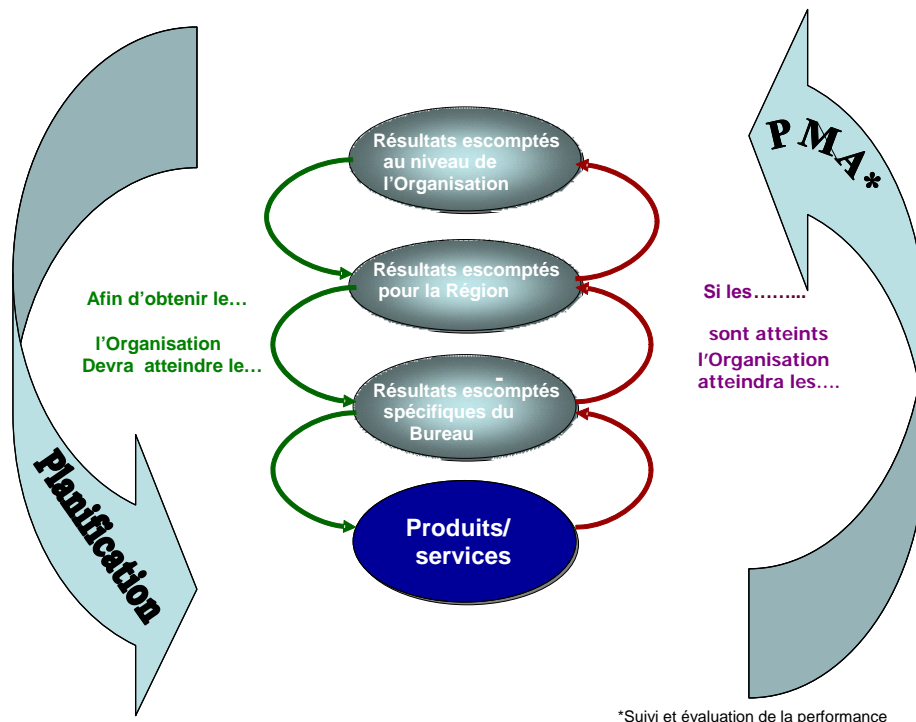 Résultats escomptés
au niveau de
l'Organisation
PMA*
Résultats escomptés
pour la Région
Afin d'obtenir le…
l'Organisation
Devra atteindre le…
Si les……...
sont atteints
l'Organisation
atteindra les….
Résultats escomptés
spécifiques du
Bureau
Planification
Produits/
services
*Suivi et évaluation de la performance